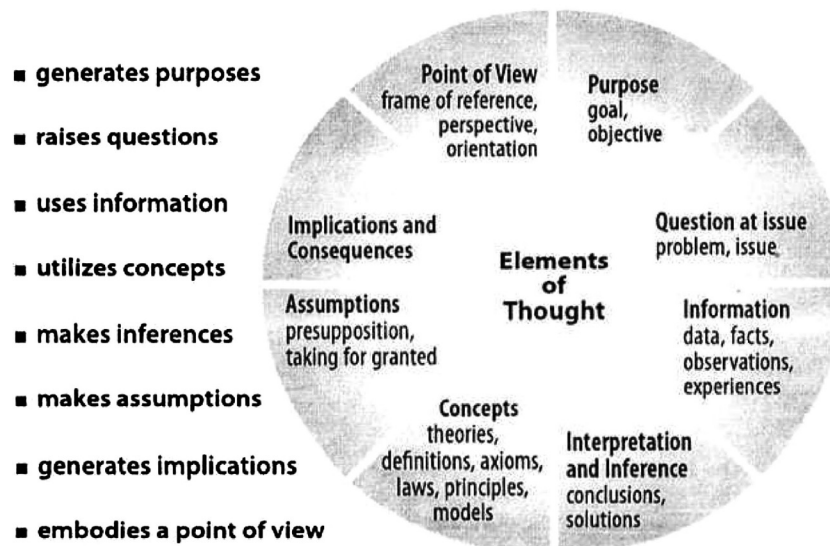 ■ generates purposes
■ raises questions
■ uses information
■ utilizes concepts
■ makes inferences
■ makes assumptions
■ generates implications
■ embodies a point of view
Elements
of
Thought
Point of View
frame of reference,
perspective,
orientation
Purpose
goal,
objective
Question at issue
problem, issue
Information
data, facts,
observations,
experiences
Interpretation
and Inference
conclusions,
solutions
Concepts
theories,
definitions, axioms,
laws, principles,
models
Assumptions
presupposition,
taking for granted
Implications and
Consequences